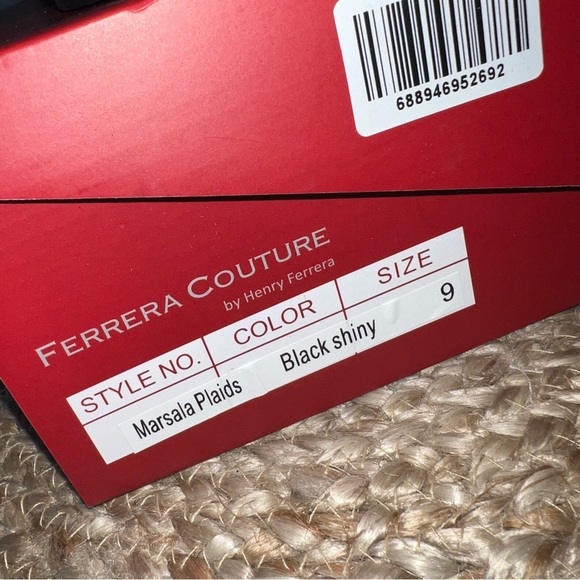 688946952692
FERRERA COUTURE
by Henry Ferrera
STYLE NO. COLOR SIZE
Marsala Plaids Black shiny 9